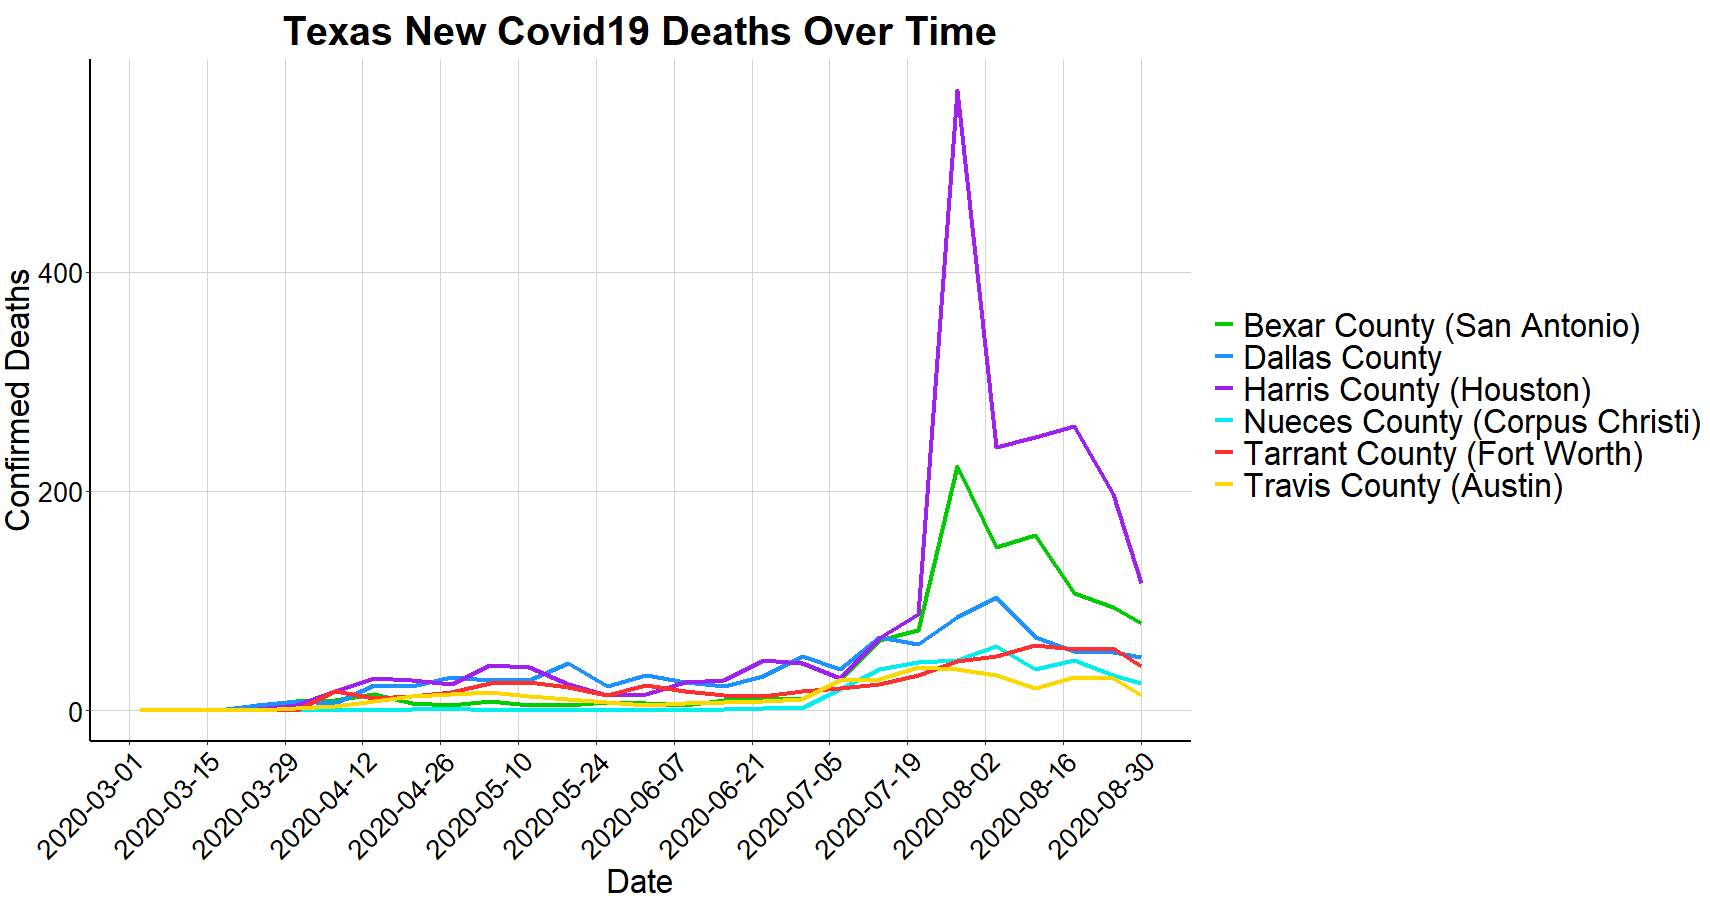 Texas New Covid19 Deaths Over Time
Confirmed Deaths
400
200
0
2020-03-01
2020-03-15
2020-03-29
2020-04-12
2020-04-26
2020-05-10
2020-05-24
2020-06-07
2020-06-21
2020-07-05
2020-07-19
2020-08-02
2020-08-16
2020-08-30
Date
Bexar County (San Antonio)
Dallas County
Harris County (Houston)
Nueces County (Corpus Christi)
Tarrant County (Fort Worth)
Travis County (Austin)